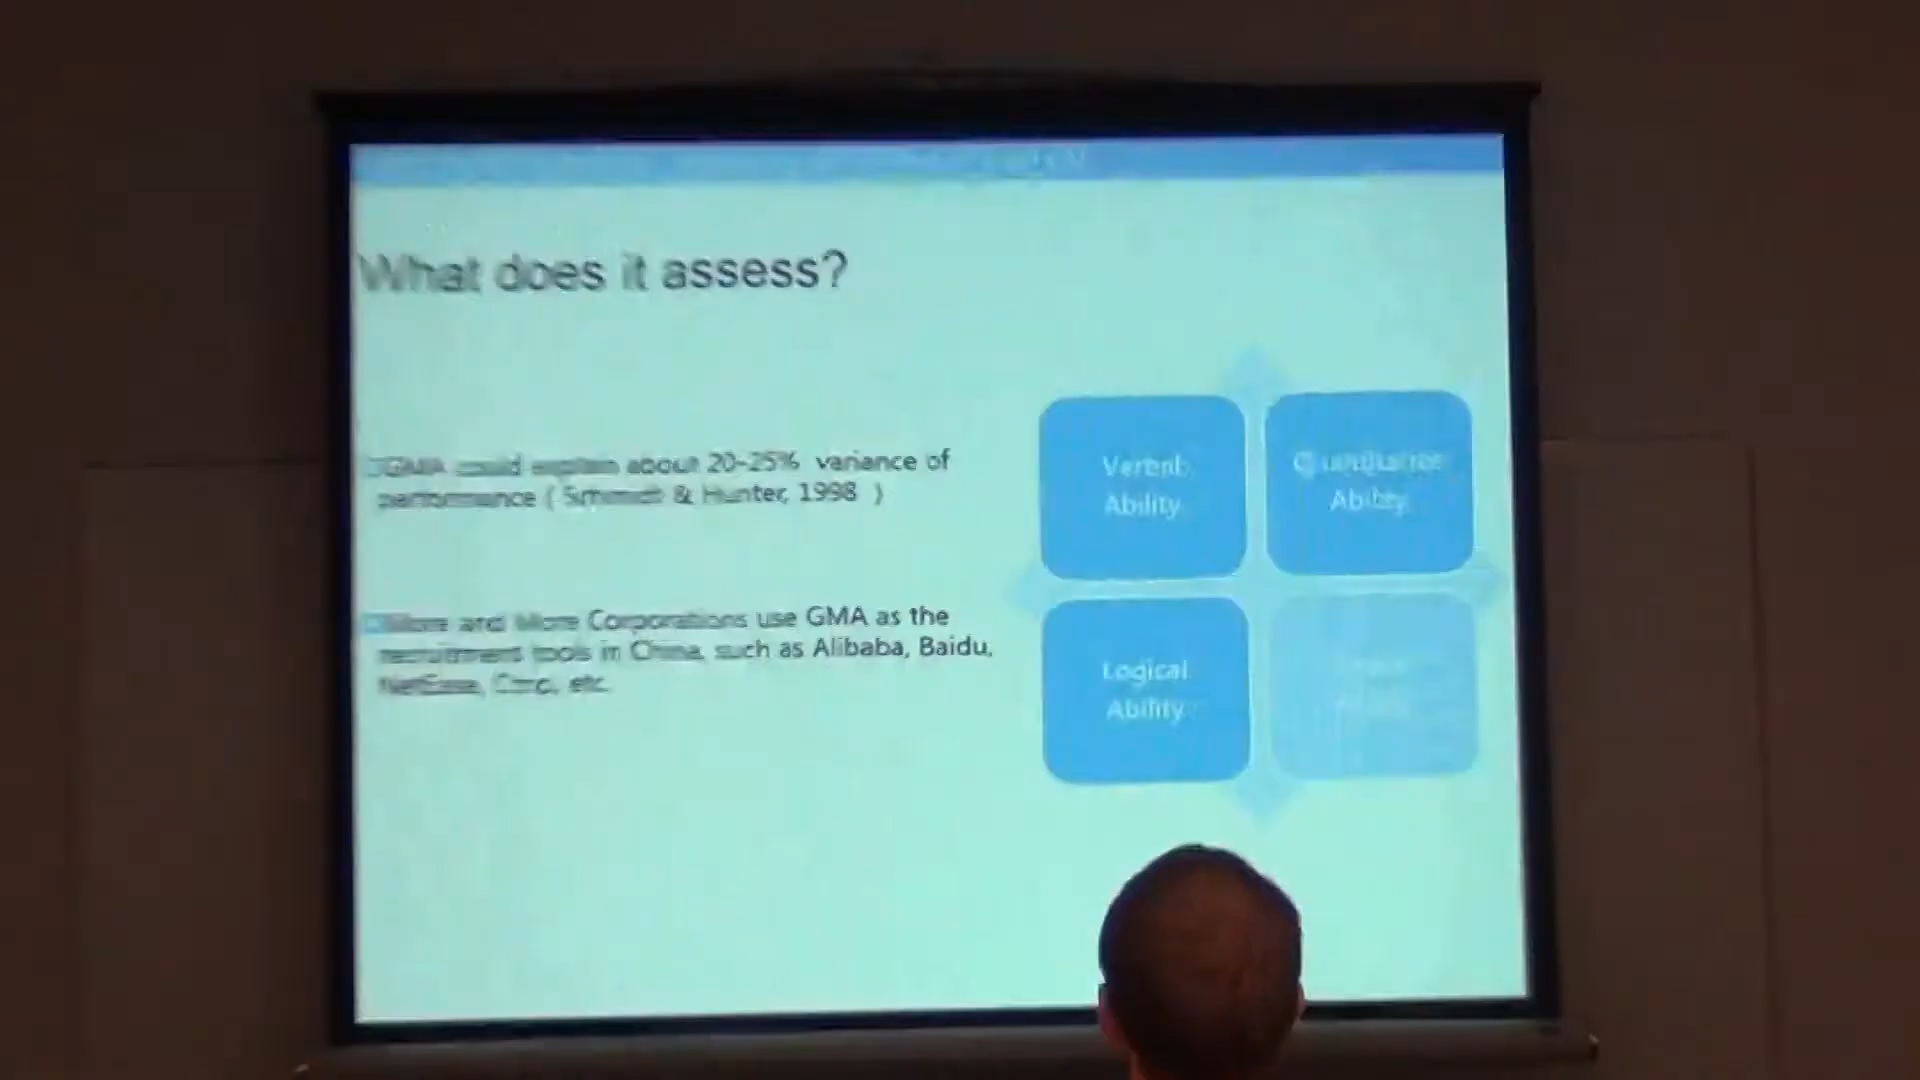 What does it assess?
GMA could explain about 20-25% variance of
performance ( Schmidt & Hunter, 1998 )
More and More Corporations use GMA as the
recruitment tools in China, such as Alibaba, Baidu,
NetEase, etc.
Verbal
Ability
Quantitative
Ability
Logical
Ability